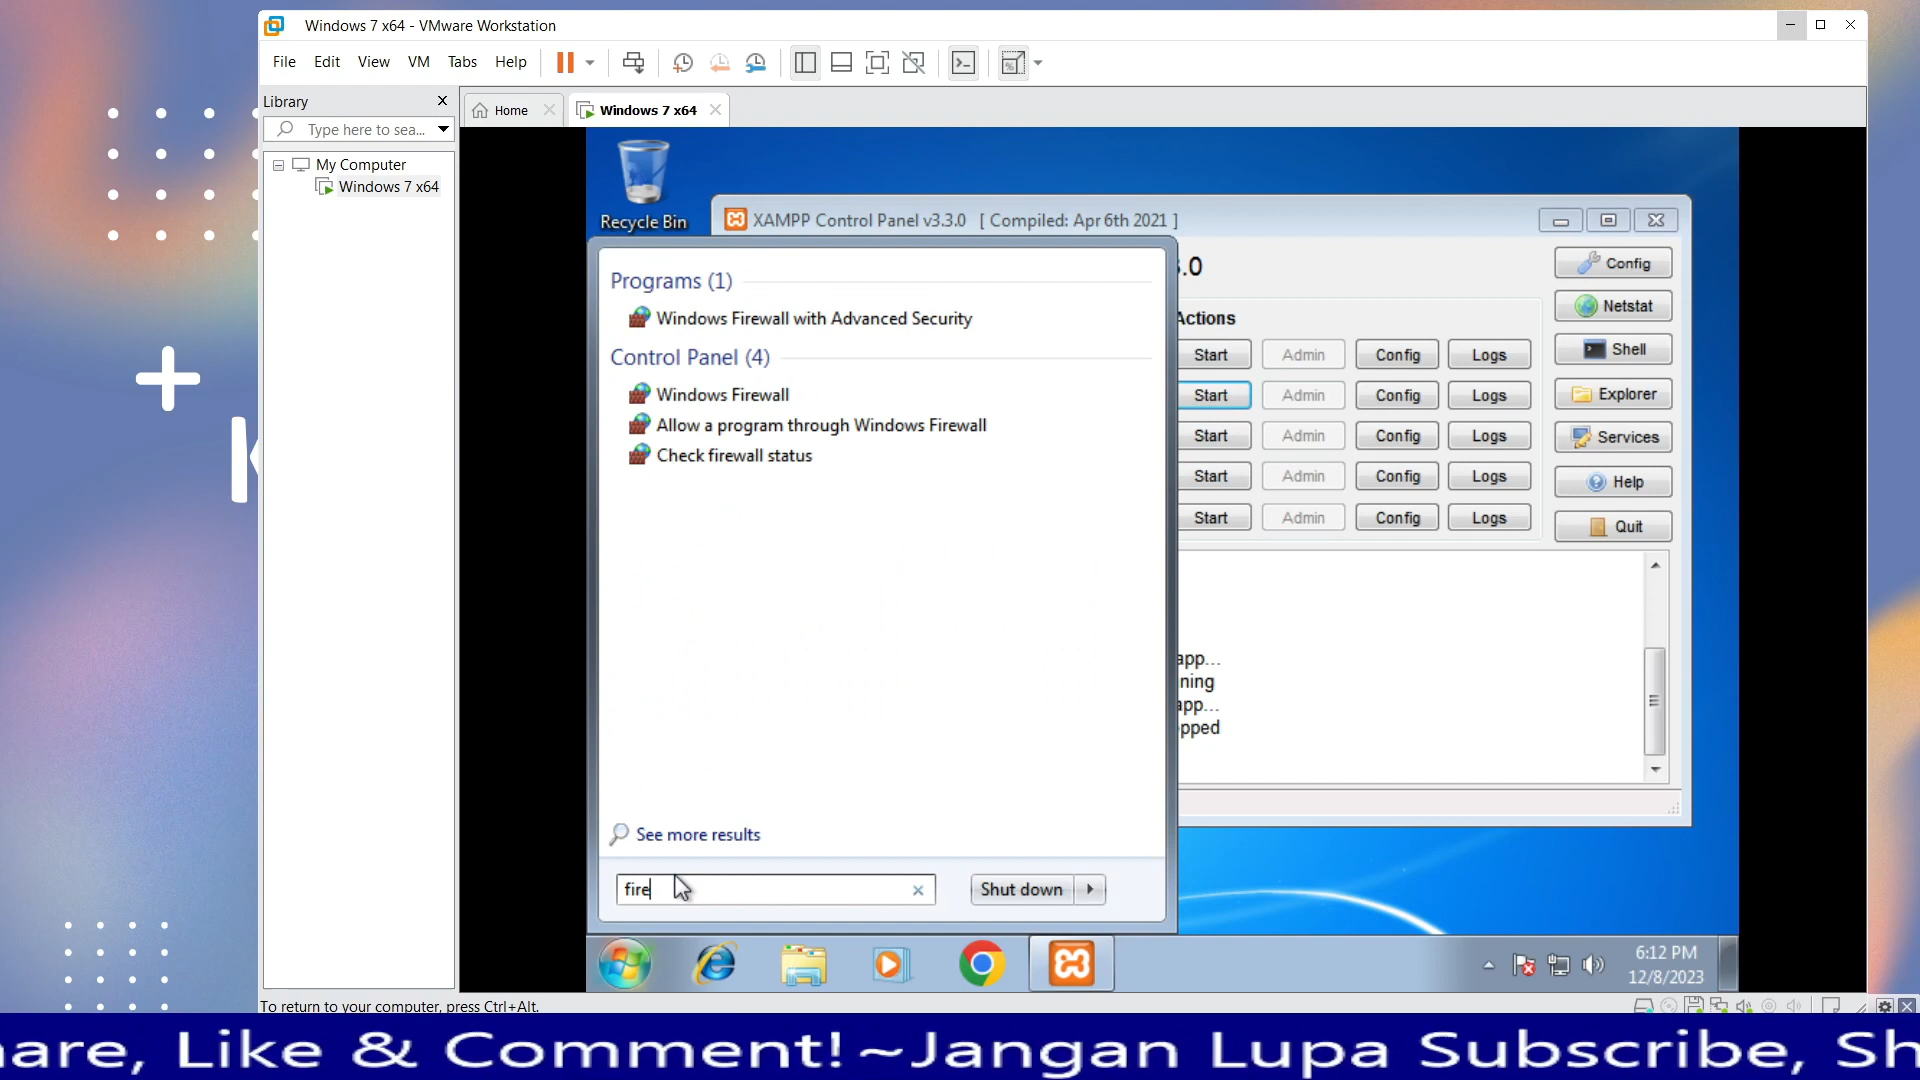 Windows 7 x64 - VMware Workstation
File Edit View VM Tabs Help
Library
Type here to sea...
My Computer
Windows 7 x64
Home
Windows 7 x64
Recycle Bin
XAMPP Control Panel v3.3.0 [ Compiled: Apr 6th 2021 ]
3.0
Actions
Start Admin Config Logs
Start Admin Config Logs
Start Admin Config Logs
Start Admin Config Logs
Start Admin Config Logs
Config
Netstat
Shell
Explorer
Services
Help
Quit
app...
ning
app...
pped
Programs (1)
Windows Firewall with Advanced Security
Control Panel (4)
Windows Firewall
Allow a program through Windows Firewall
Check firewall status
See more results
fire
Shut down
6:12 PM
12/8/2023
To return to your computer, press Ctrl+Alt.
hare, Like & Comment! ~Jangan Lupa Subscribe, Sh